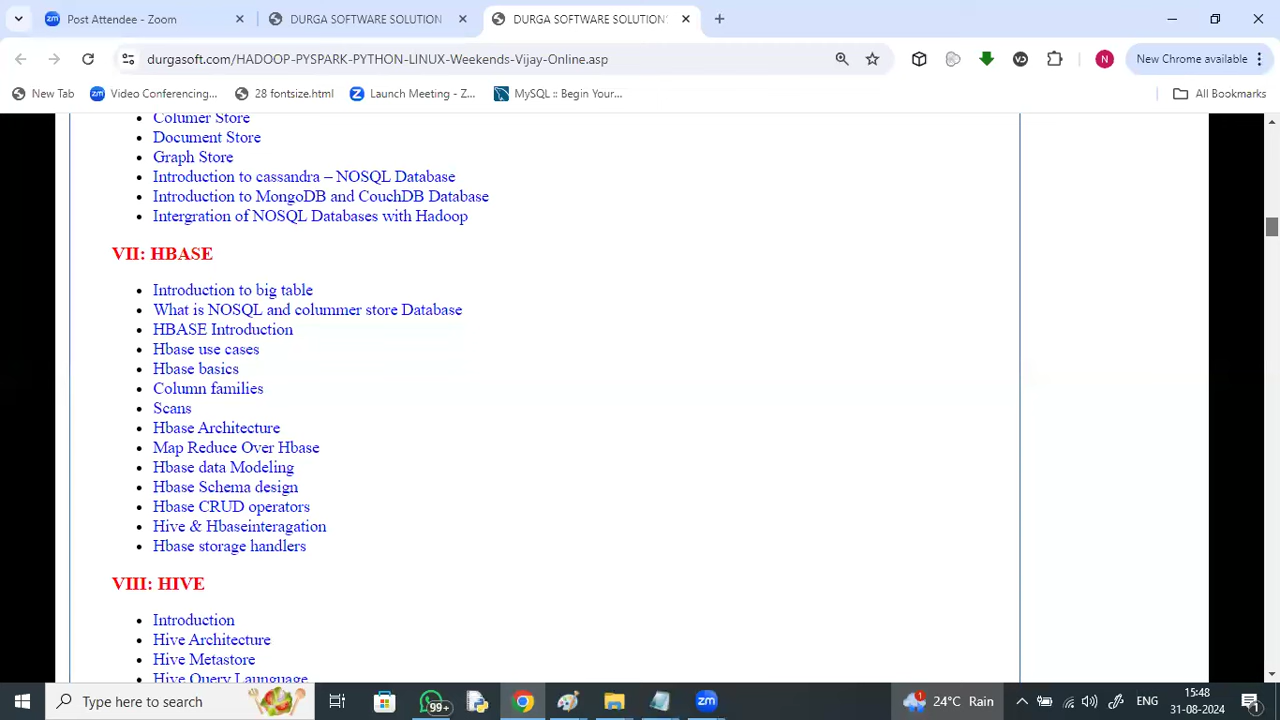 Post Attendee - Zoom
DURGA SOFTWARE SOLUTION
DURGA SOFTWARE SOLUTION
durgasoft.com/HADOOP-PYSPARK-PYTHON-LINUX-Weekends-Vijay-Online.asp
N
New Chrome available
New Tab
Video Conferencing...
28 fontsize.html
Launch Meeting - Z...
MySQL :: Begin Your...
All Bookmarks
Columer Store
Document Store
Graph Store
Introduction to cassandra – NOSQL Database
Introduction to MongoDB and CouchDB Database
Intergration of NOSQL Databases with Hadoop
VII: HBASE
Introduction to big table
What is NOSQL and colummer store Database
HBASE Introduction
Hbase use cases
Hbase basics
Column families
Scans
Hbase Architecture
Map Reduce Over Hbase
Hbase data Modeling
Hbase Schema design
Hbase CRUD operators
Hive & Hbaseinteragation
Hbase storage handlers
VIII: HIVE
Introduction
Hive Architecture
Hive Metastore
Hive Query Launguage
Type here to search
99+
zm
1
24°C Rain
ENG
15:48
31-08-2024
1